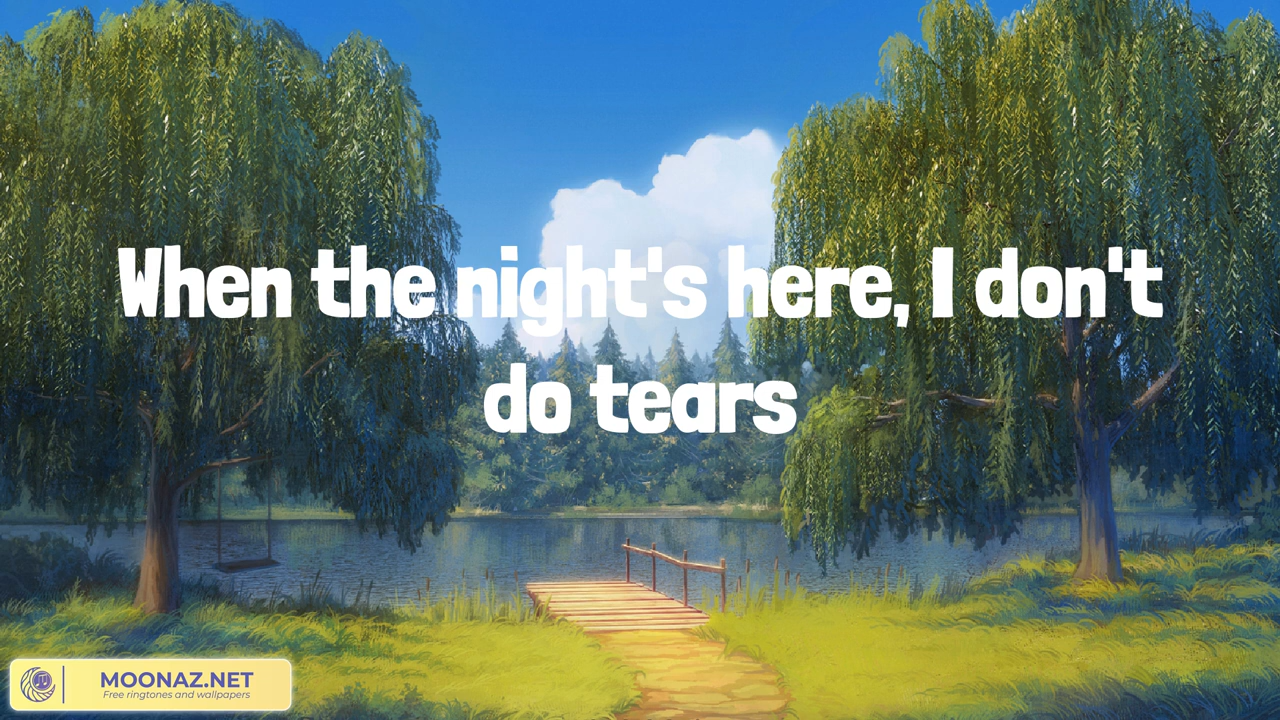 When the night's here, I don't
do tears
MOONAZ.NET
Free ringtones and wallpapers